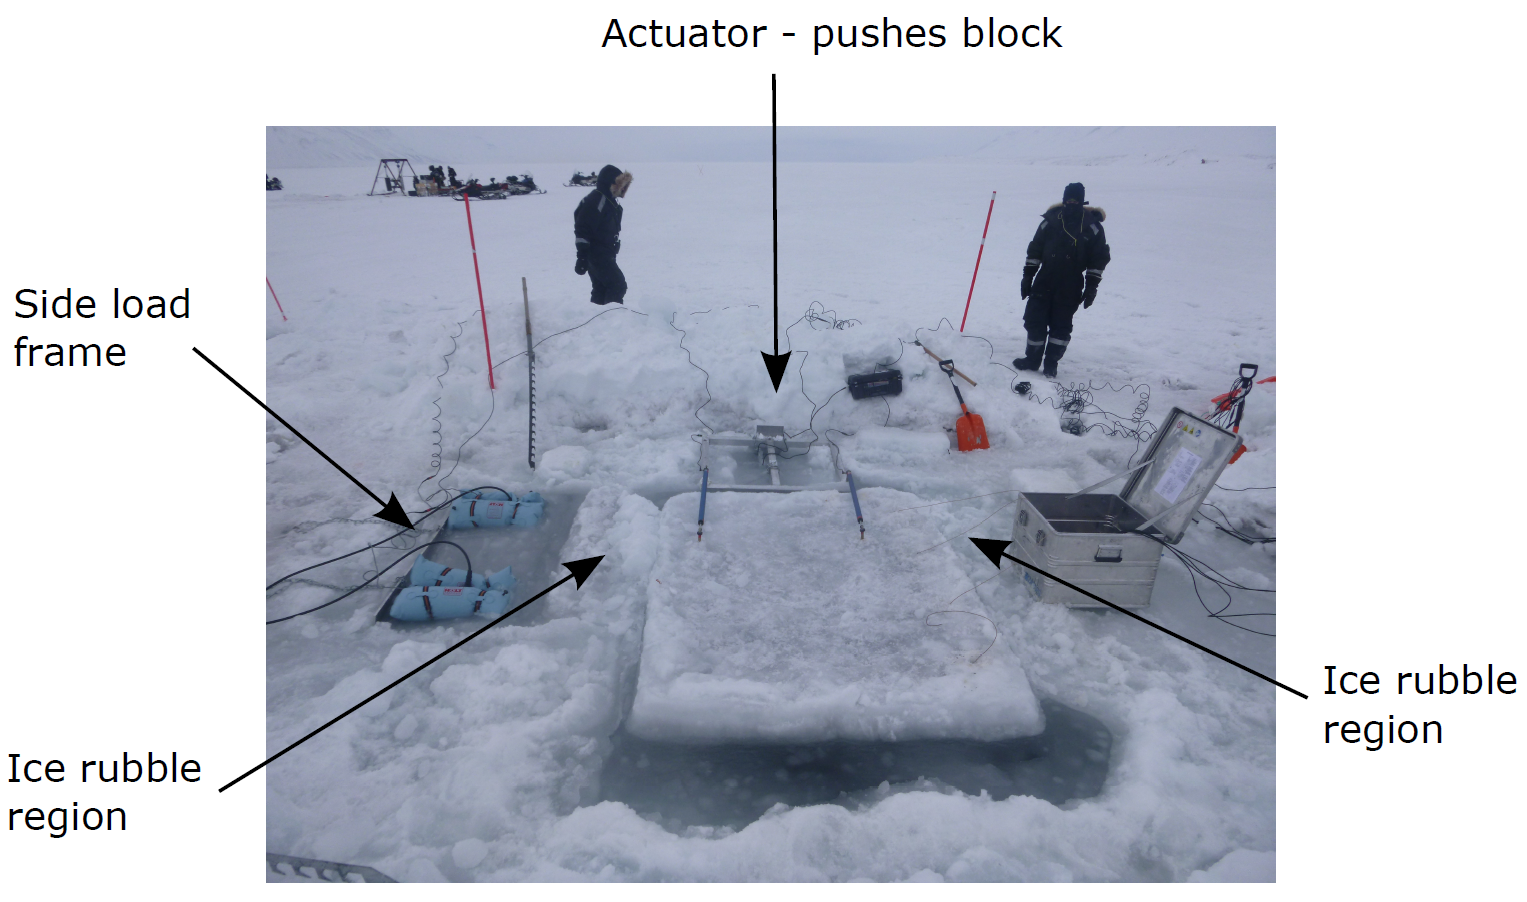 Actuator - pushes block
Side load
frame
Ice rubble
region
Ice rubble
region